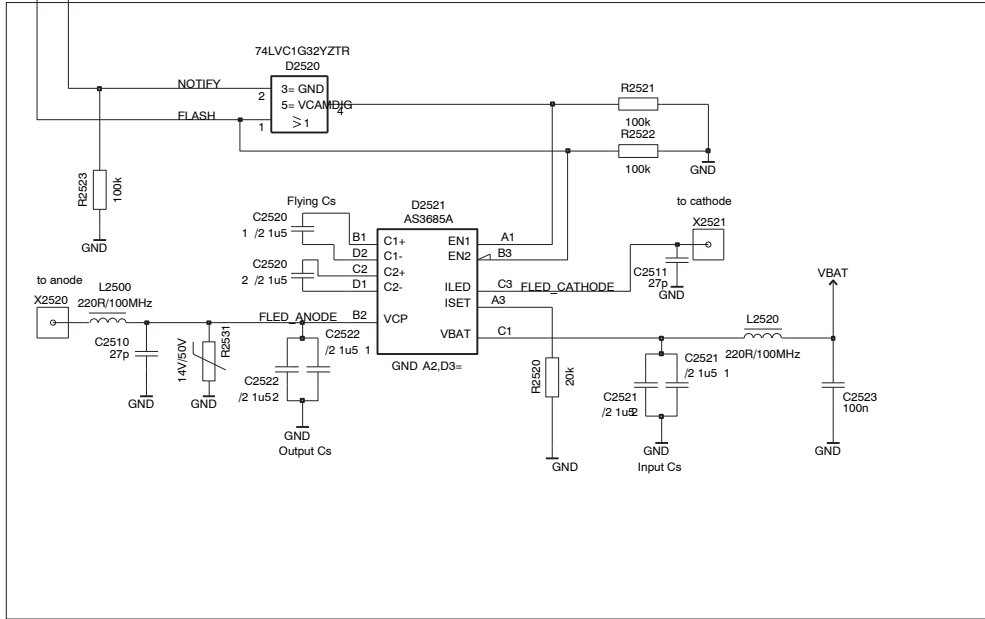 74LVC1G32YZTR
D2520
NOTIFY
2
3= GND
5= VCAMDIG
4
FLASH
1
≥1
R2521
100k
R2522
100k
GND
R2523
100k
GND
Flying Cs
C2520
1 /2 1u5
C2520
2 /2 1u5
D2521
AS3685A
B1
C1+
D2
C1-
C2
C2+
D1
C2-
B2
VCP
EN1
A1
EN2
B3
ILED
C3
FLED_CATHODE
ISET
A3
VBAT
C1
GND A2,D3=
to cathode
X2521
C2511
27p
GND
to anode
X2520
L2500
220R/100MHz
FLED_ANODE
C2510
27p
GND
14V/50V
R2531
GND
C2522
/2 1u5 1
C2522
/2 1u5 2
GND
Output Cs
R2520
20k
GND
C2521
/2 1u5 1
C2521
/2 1u5 2
GND
Input Cs
L2520
220R/100MHz
VBAT
C2523
100n
GND